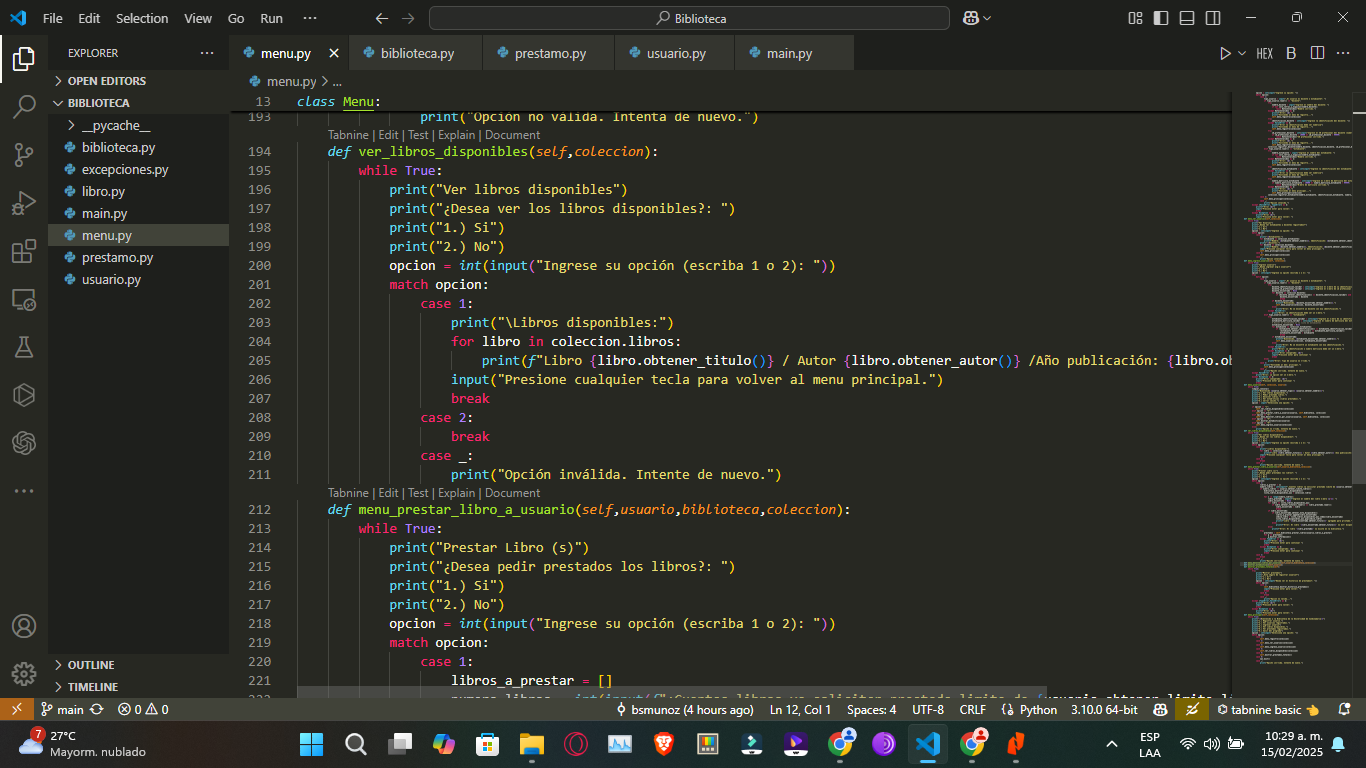 File Edit Selection View Go Run ···
Biblioteca
EXPLORER
OPEN EDITORS
BIBLIOTECA
__pycache__
biblioteca.py
excepciones.py
libro.py
main.py
menu.py
prestamo.py
usuario.py
OUTLINE
TIMELINE
menu.py
biblioteca.py
prestamo.py
usuario.py
main.py
HEX
B
menu.py > ...
13 class Menu:
193 print("Opción no válida. Intenta de nuevo.")
Tabnine | Edit | Test | Explain | Document
194 def ver_libros_disponibles(self,coleccion):
195 while True:
196 print("Ver libros disponibles")
197 print("¿Desea ver los libros disponibles?: ")
198 print("1.) Si")
199 print("2.) No")
200 opcion = int(input("Ingrese su opción (escriba 1 o 2): "))
201 match opcion:
202 case 1:
203 print("\Libros disponibles:")
204 for libro in coleccion.libros:
205 print(f"Libro {libro.obtener_titulo()} / Autor {libro.obtener_autor()} /Año publicación: {libro.ob
206 input("Presione cualquier tecla para volver al menu principal.")
207 break
208 case 2:
209 break
210 case _:
211 print("Opción inválida. Intente de nuevo.")
Tabnine | Edit | Test | Explain | Document
212 def menu_prestar_libro_a_usuario(self,usuario,biblioteca,coleccion):
213 while True:
214 print("Prestar Libro (s)")
215 print("¿Desea pedir prestados los libros?: ")
216 print("1.) Si")
217 print("2.) No")
218 opcion = int(input("Ingrese su opción (escriba 1 o 2): "))
219 match opcion:
220 case 1:
221 libros_a_prestar = []
main 0 0 bsmunoz (4 hours ago) Ln 12, Col 1 Spaces: 4 UTF-8 CRLF Python 3.10.0 64-bit tabnine basic
7
27°C
Mayorm. nublado
ESP
LAA
10:29 a. m.
15/02/2025